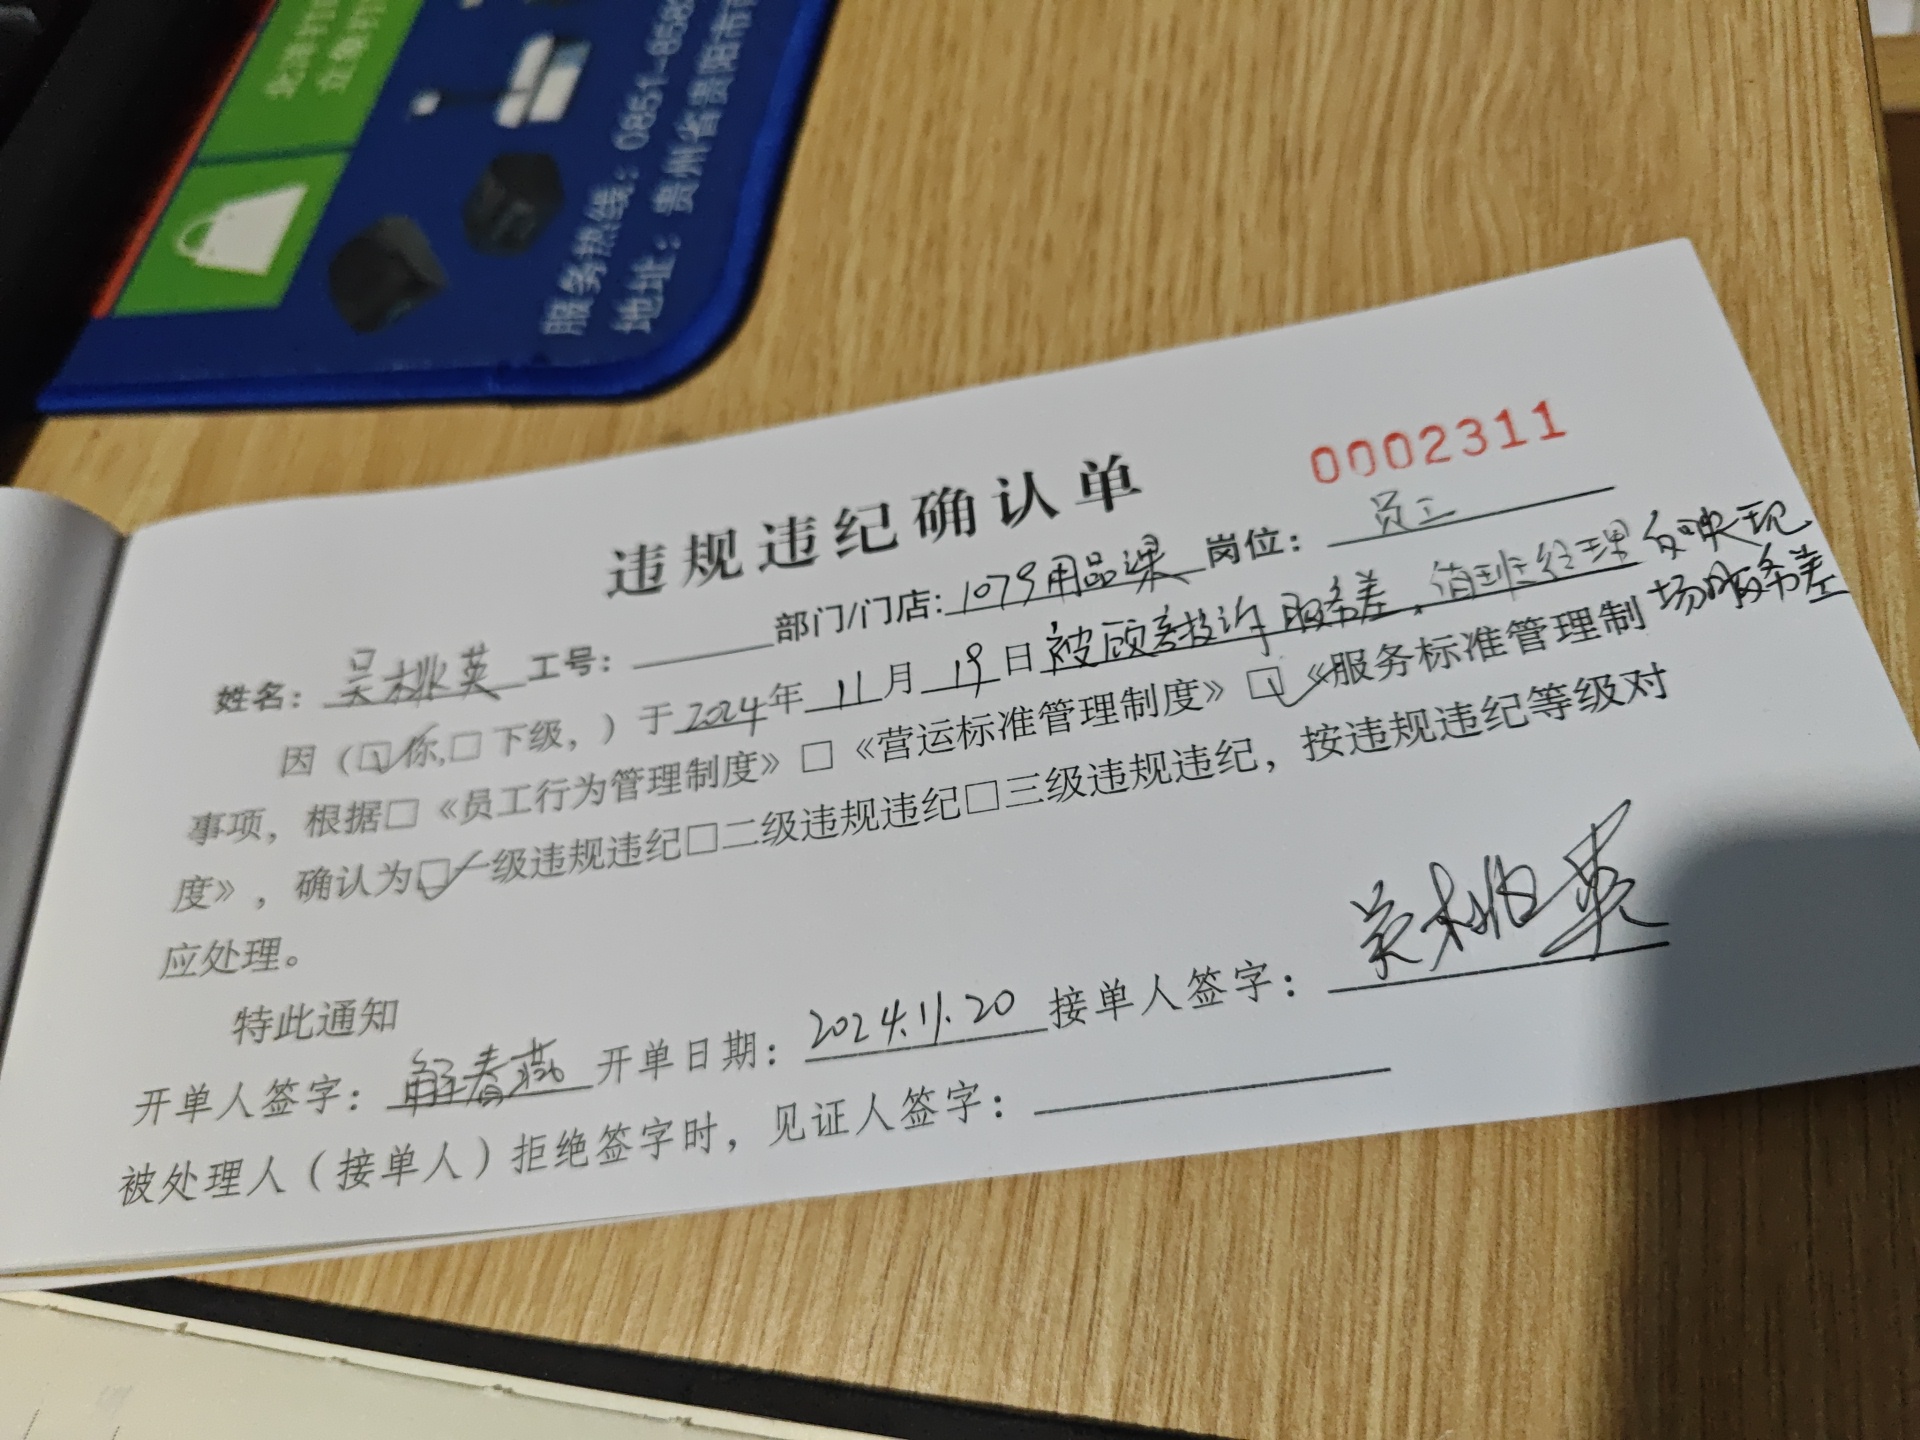 服务热线：0851-858
地址：贵州省贵阳市
违规违纪确认单
0002311
姓名：吴桃英 工号： 部门/门店：1079用品课 岗位：员工
因（☑你,□下级，）于2024年11月19日被顾客投诉服务差，值班经理反映现场服务差
事项，根据□《员工行为管理制度》□《营运标准管理制度》☑《服务标准管理制
度》，确认为☑一级违规违纪□二级违规违纪□三级违规违纪，按违规违纪等级对
应处理。
特此通知
开单人签字：解春燕 开单日期：2024.11.20 接单人签字：吴桃英
被处理人（接单人）拒绝签字时，见证人签字：